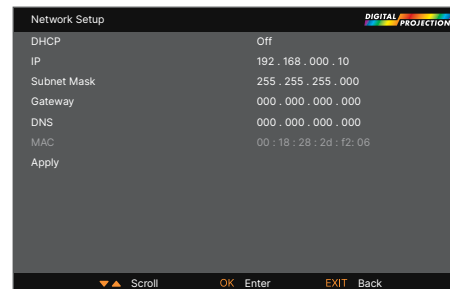 Network Setup
DIGITAL
PROJECTION
DHCP Off
IP 192 . 168 . 000 . 10
Subnet Mask 255 . 255 . 255 . 000
Gateway 000 . 000 . 000 . 000
DNS 000 . 000 . 000 . 000
MAC 00 : 18 : 28 : 2d : f2: 06
Apply
▼▲ Scroll OK Enter EXIT Back